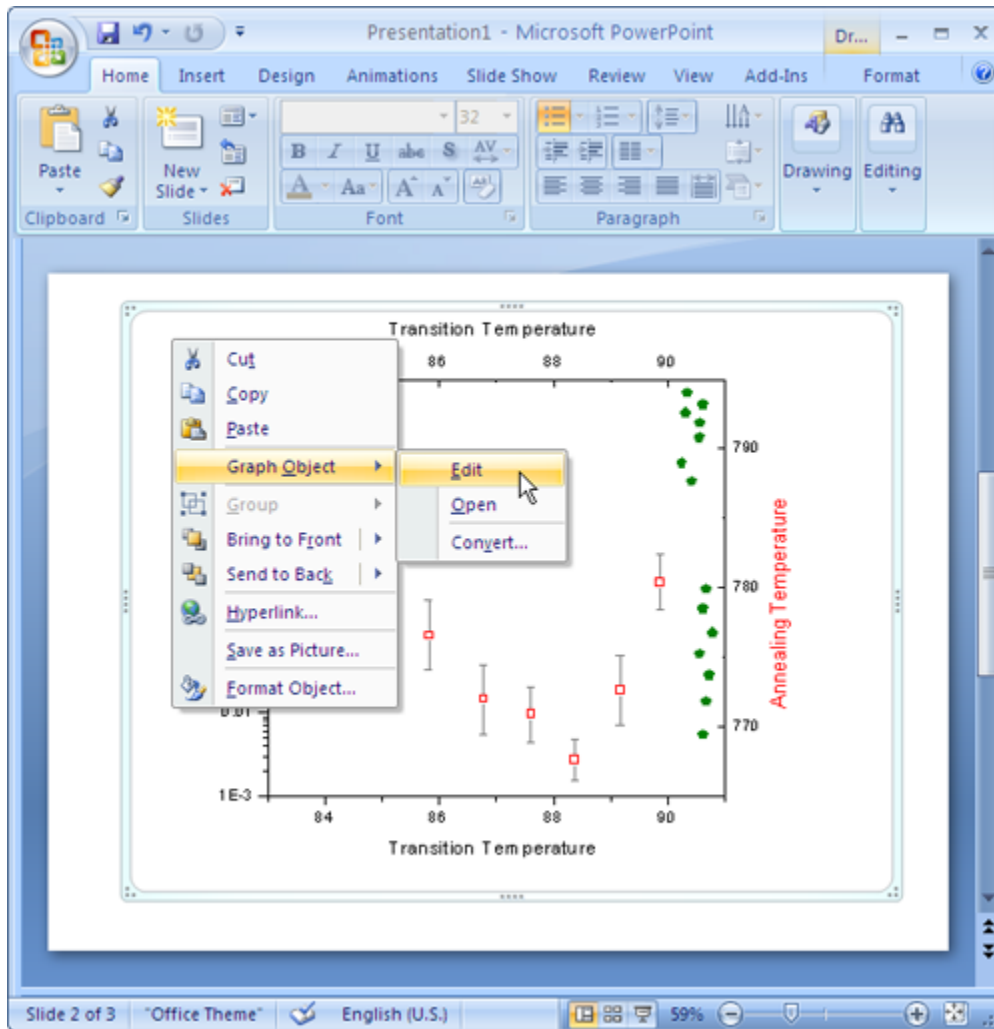 Presentation1 - Microsoft PowerPoint
Dr...
Home Insert Design Animations Slide Show Review View Add-Ins Format
32
B I U abe S AV
Paste
New
Slide
Aa A A
Drawing Editing
Clipboard Slides Font Paragraph
Transition Temperature
86 88 90
Cut
Copy
Paste
Graph Object
Group
Bring to Front
Send to Back
Hyperlink...
Save as Picture...
Format Object...
Edit
Open
Convert...
790
780
770
Annealing Temperature
0.01
1E-3
84 86 88 90
Transition Temperature
Slide 2 of 3 "Office Theme" English (U.S.) 59%